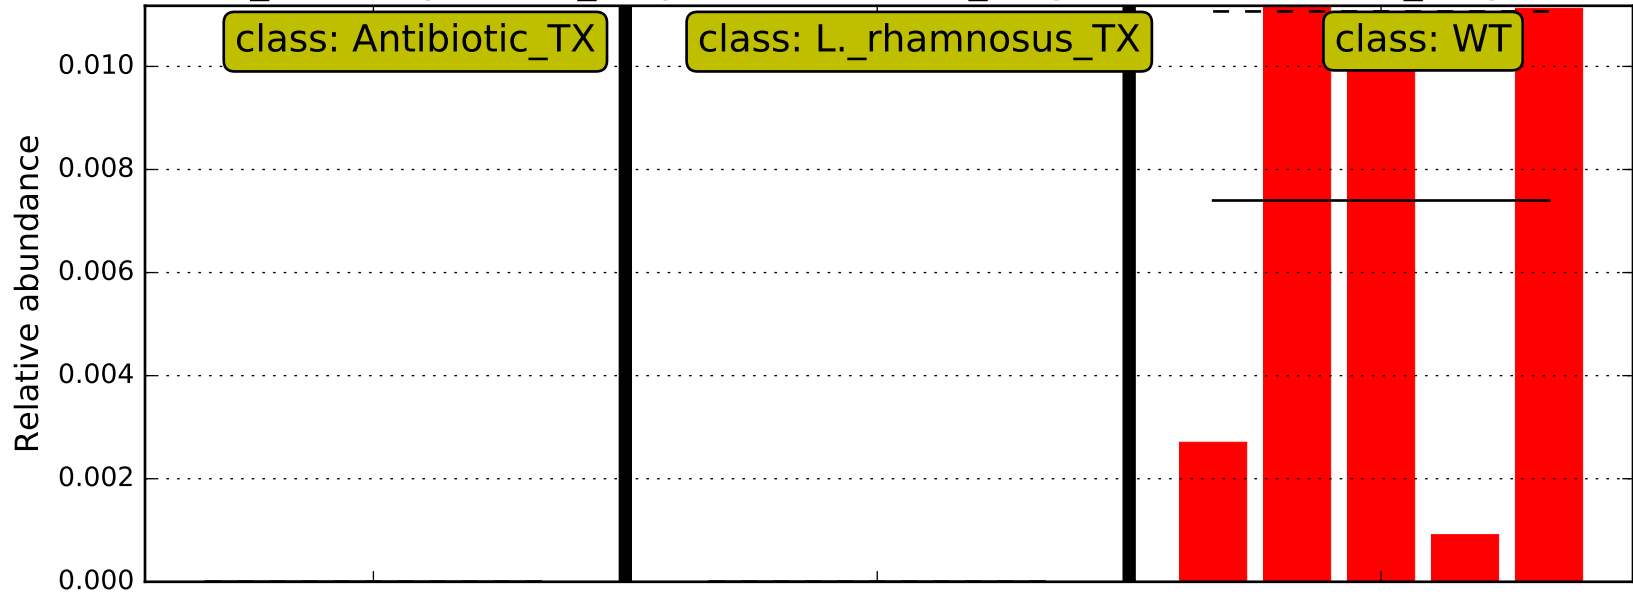 class: Antibiotic_TX
class: L._rhamnosus_TX
class: WT
0.010
0.008
0.006
0.004
0.002
0.000
Relative abundance